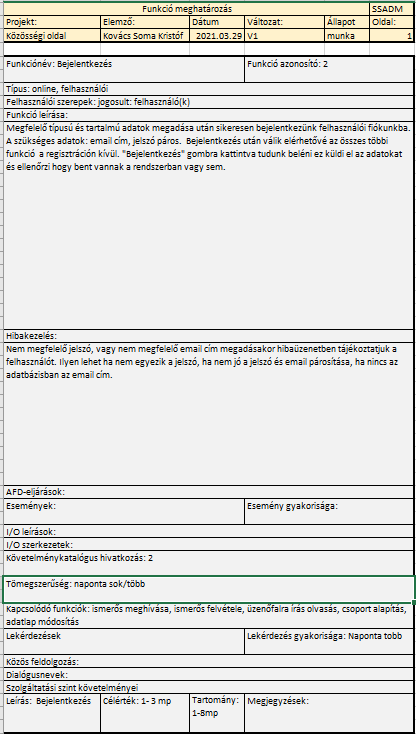 Funkció meghatározás SSADM
Projekt: Elemző: Dátum Változat: Állapot Oldal:
Közösségi oldal Kovács Soma Kristóf 2021.03.29 V1 munka 1
Funkciónév: Bejelentkezés Funkció azonosító: 2
Típus: online, felhasználói
Felhasználói szerepek: jogosult: felhasználó(k)
Funkció leírása:
Megfelelő típusú és tartalmú adatok megadása után sikeresen bejelentkezünk felhasználói fiókunkba.
A szükséges adatok: email cím, jelszó páros.  Bejelentkezés után válik elérhetővé az összes többi
funkció  a regisztráción kívül. "Bejelentkezés" gombra kattintva tudunk beléni ez küldi el az adatokat
és ellenőrzi hogy bent vannak a rendszerban vagy sem.
Hibakezelés:
Nem megfelelő jelszó, vagy nem megfelelő email cím megadásakor hibaüzenetben tájékoztatjuk a
felhasználót. Ilyen lehet ha nem egyezik a jelszó, ha nem jó a jelszó és email párosítása, ha nincs az
adatbázisban az email cím.
AFD-eljárások:
Események: Esemény gyakorisága:
I/O leírások:
I/O szerkezetek:
Követelménykatalógus hivatkozás: 2
Tömegszerűség: naponta sok/több
Kapcsolódó funkciók: ismerős meghívása, ismerős felvétele, üzenőfalra írás olvasás, csoport alapítás,
adatlap módosítás
Lekérdezések Lekérdezés gyakorisága: Naponta tobb
Közös feldolgozás:
Dialógusnevek:
Szolgáltatási szint követelményei
Leírás:  Bejelentkezés Célérték: 1- 3 mp Tartomány: Megjegyzések:
1-8mp